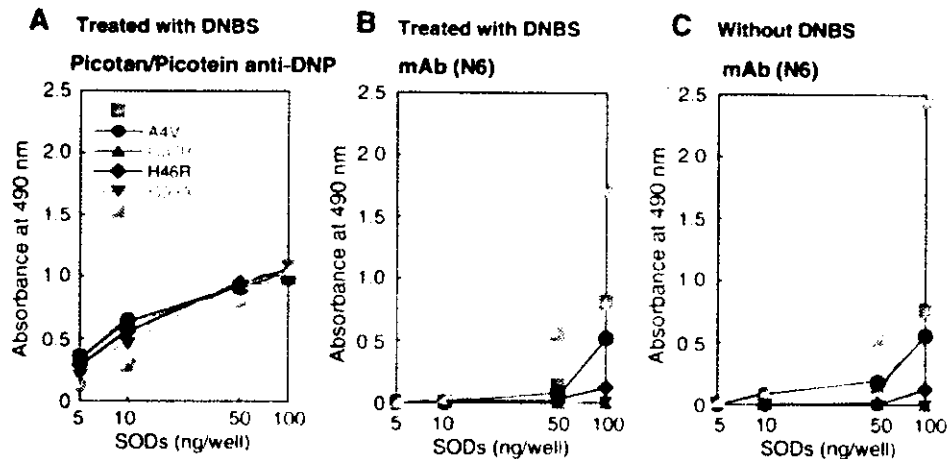 A Treated with DNBS
Picotan/Picotein anti-DNP
2.5
2.0
1.5
1 0
0 5
0
Absorbance at 490 nm
A4V
H46R
5 10 50 100
SODs (ng/well)
B Treated with DNBS
mAb (N6)
2.5
2.0
1.5
1 0
0 5
0
Absorbance at 490 nm
5 10 50 100
SODs (ng/well)
C Without DNBS
mAb (N6)
2.5
2.0
1.5
1 0
0 5
0
Absorbance at 490 nm
5 10 50 100
SODs (ng/well)